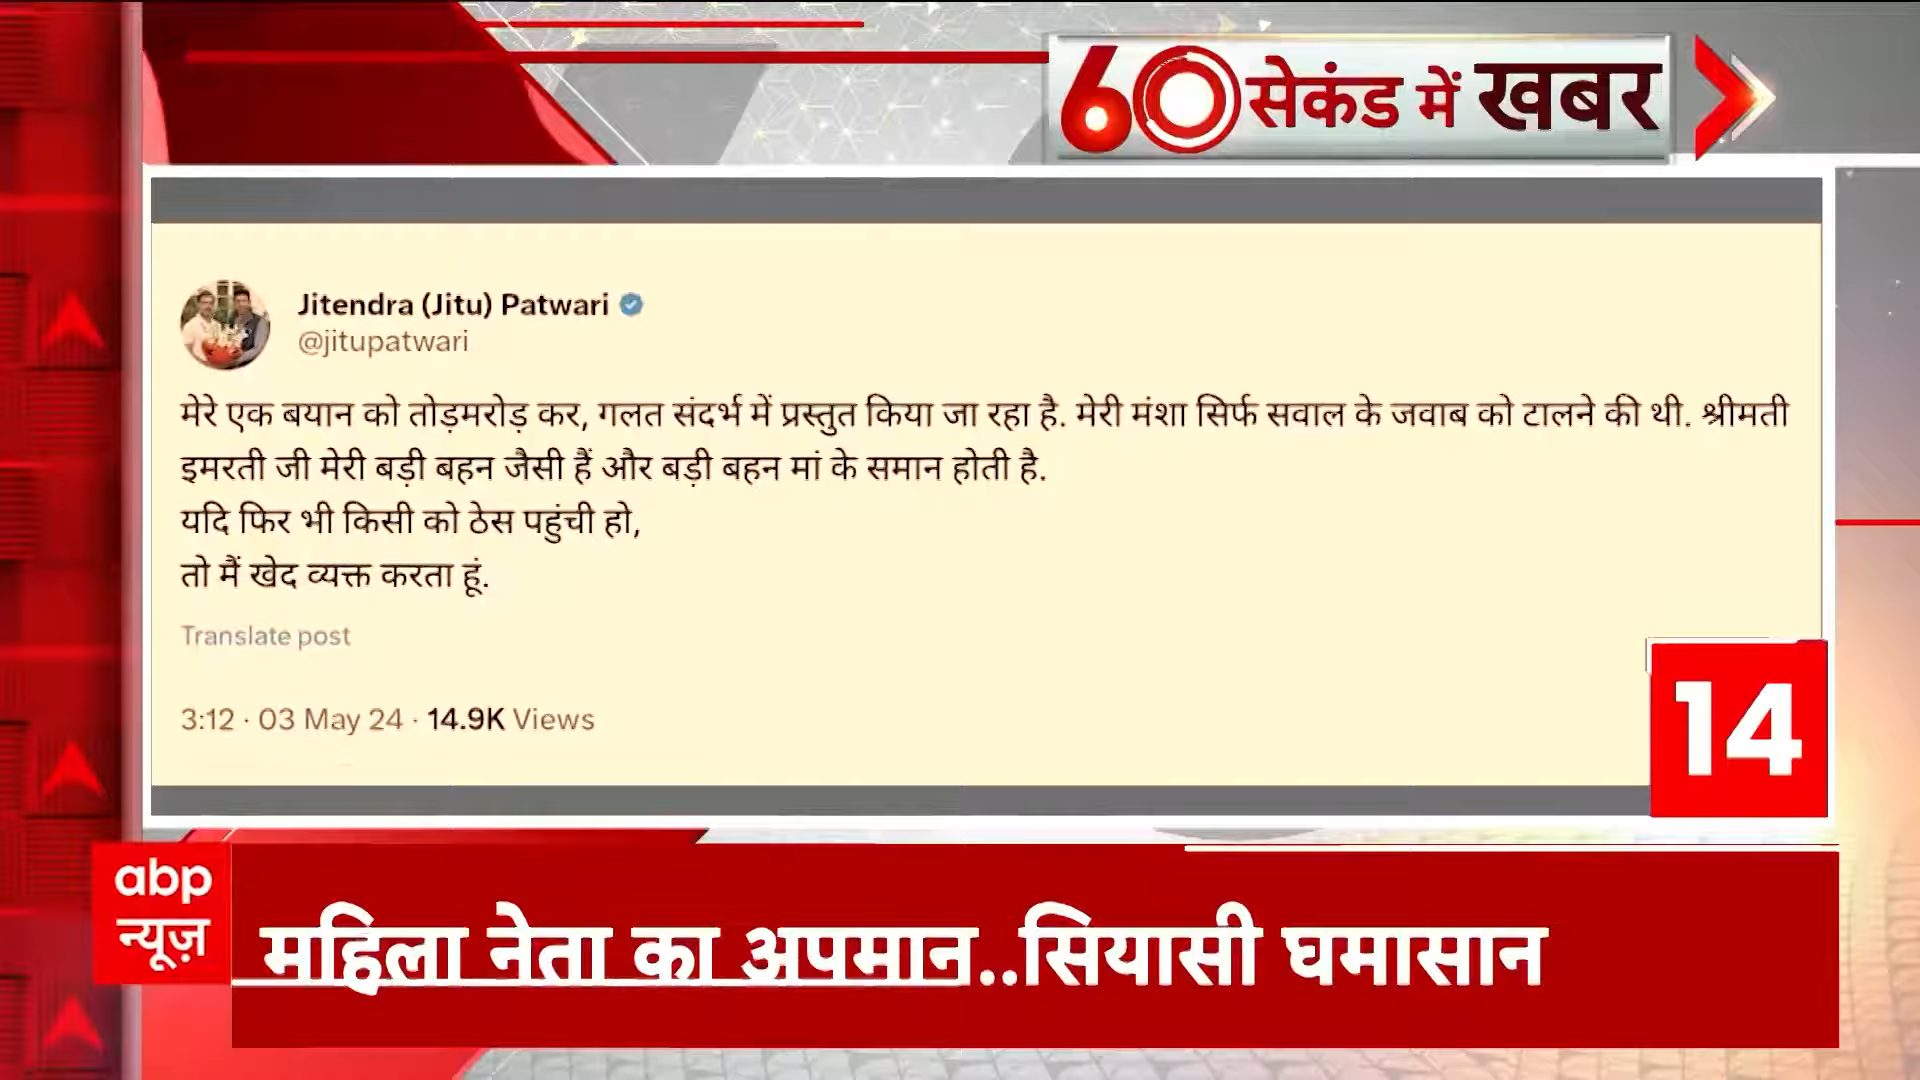 60 सेकंड में खबर
Jitendra (Jitu) Patwari
@jitupatwari
मेरे एक बयान को तोड़मरोड़ कर, गलत संदर्भ में प्रस्तुत किया जा रहा है. मेरी मंशा सिर्फ सवाल के जवाब को टालने की थी. श्रीमती
इमरती जी मेरी बड़ी बहन जैसी हैं और बड़ी बहन मां के समान होती है.
यदि फिर भी किसी को ठेस पहुंची हो,
तो मैं खेद व्यक्त करता हूं.
Translate post
3:12 · 03 May 24 · 14.9K Views
14
abp
न्यूज़
महिला नेता का अपमान..सियासी घमासान